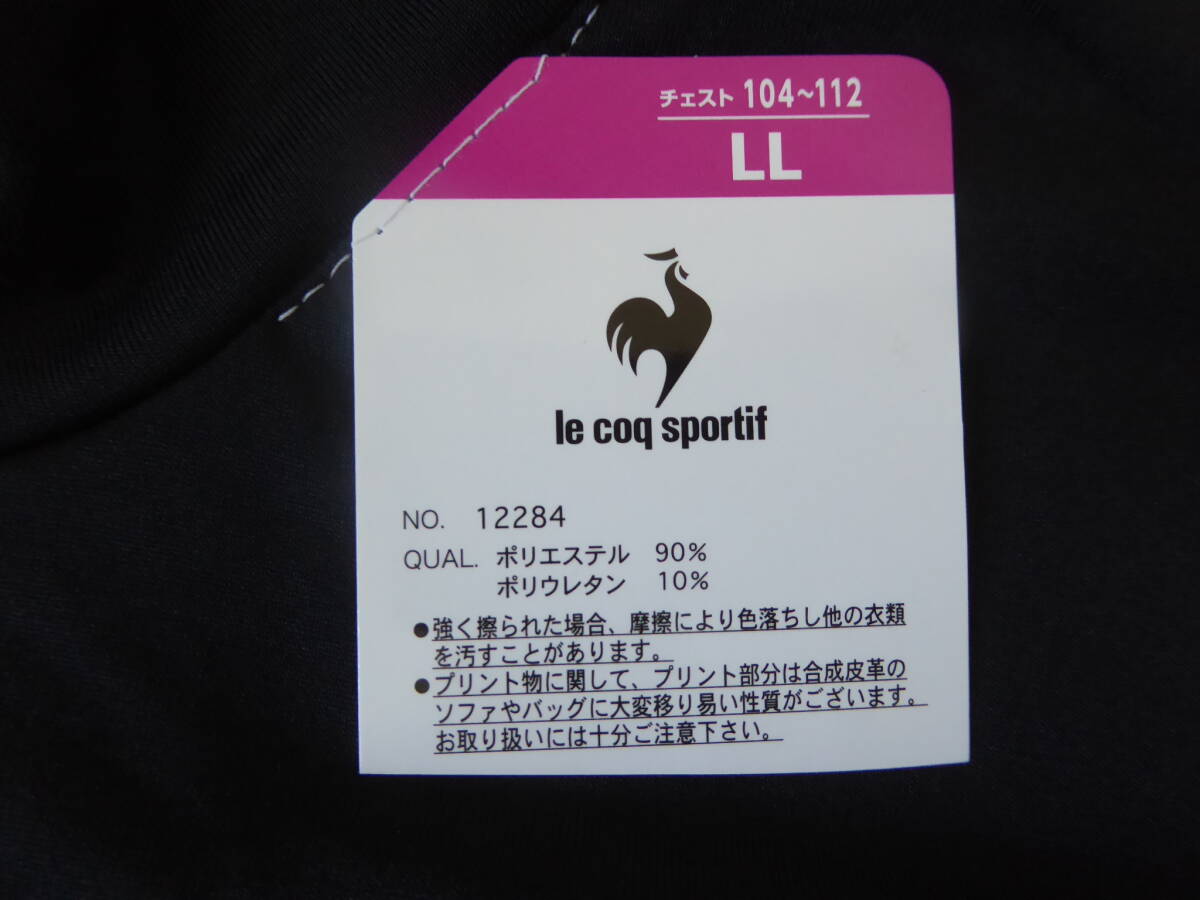 チェスト 104~112
LL
le coq sportif
NO. 12284
QUAL. ポリエステル 90%
ポリウレタン 10%
●強く擦られた場合、摩擦により色落ちし他の衣類
を汚すことがあります。
●プリント物に関して、プリント部分は合成皮革の
ソファやバッグに大変移り易い性質がございます。
お取り扱いには十分ご注意下さい。